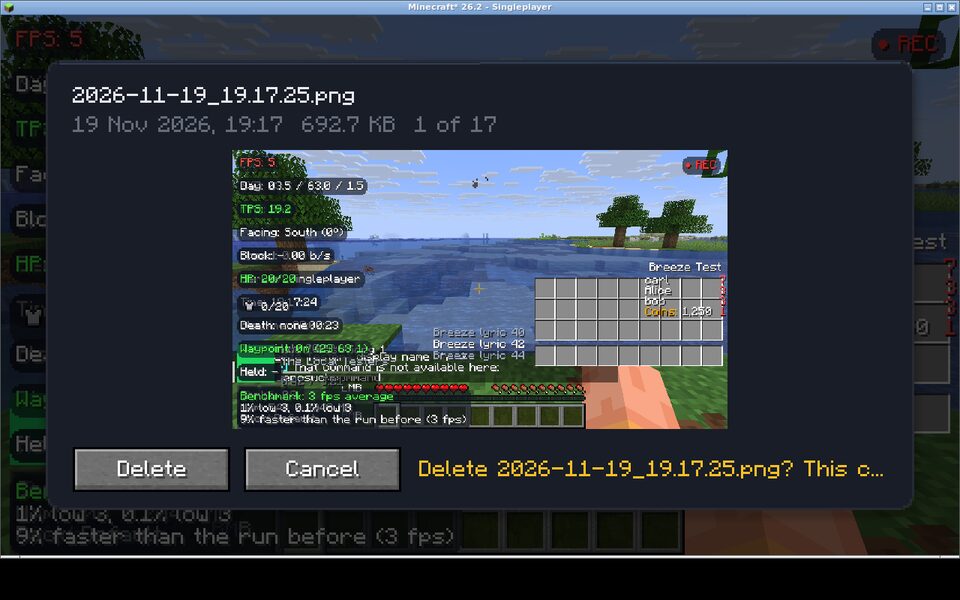 Minecraft* 26.2 - Singleplayer
FPS: 5
REC
2026-11-19_19.17.25.png
19 Nov 2026, 19:17 692.7 KB 1 of 17
FPS: 5
REC
Day: 03.5 / 63.0 / 1.5
TPS: 19.2
Facing: South (0°)
Block: -0.00 b/s
Breeze Test
HP: 20/20 ngleplayer
carl
Alice
bob
Coins 1,250
0/20
Death: none
Breeze lyric 40
Breeze lyric 42
Breeze lyric 44
display name
Held: -
That command is not available here:
Benchmark: 3 fps average
1% low 3, 0.1% low 3
9% faster than the run before (3 fps)
Delete
Cancel
Delete 2026-11-19_19.17.25.png? This c...
1% low 3, 0.1% low 3
9% faster than the run before (3 fps)